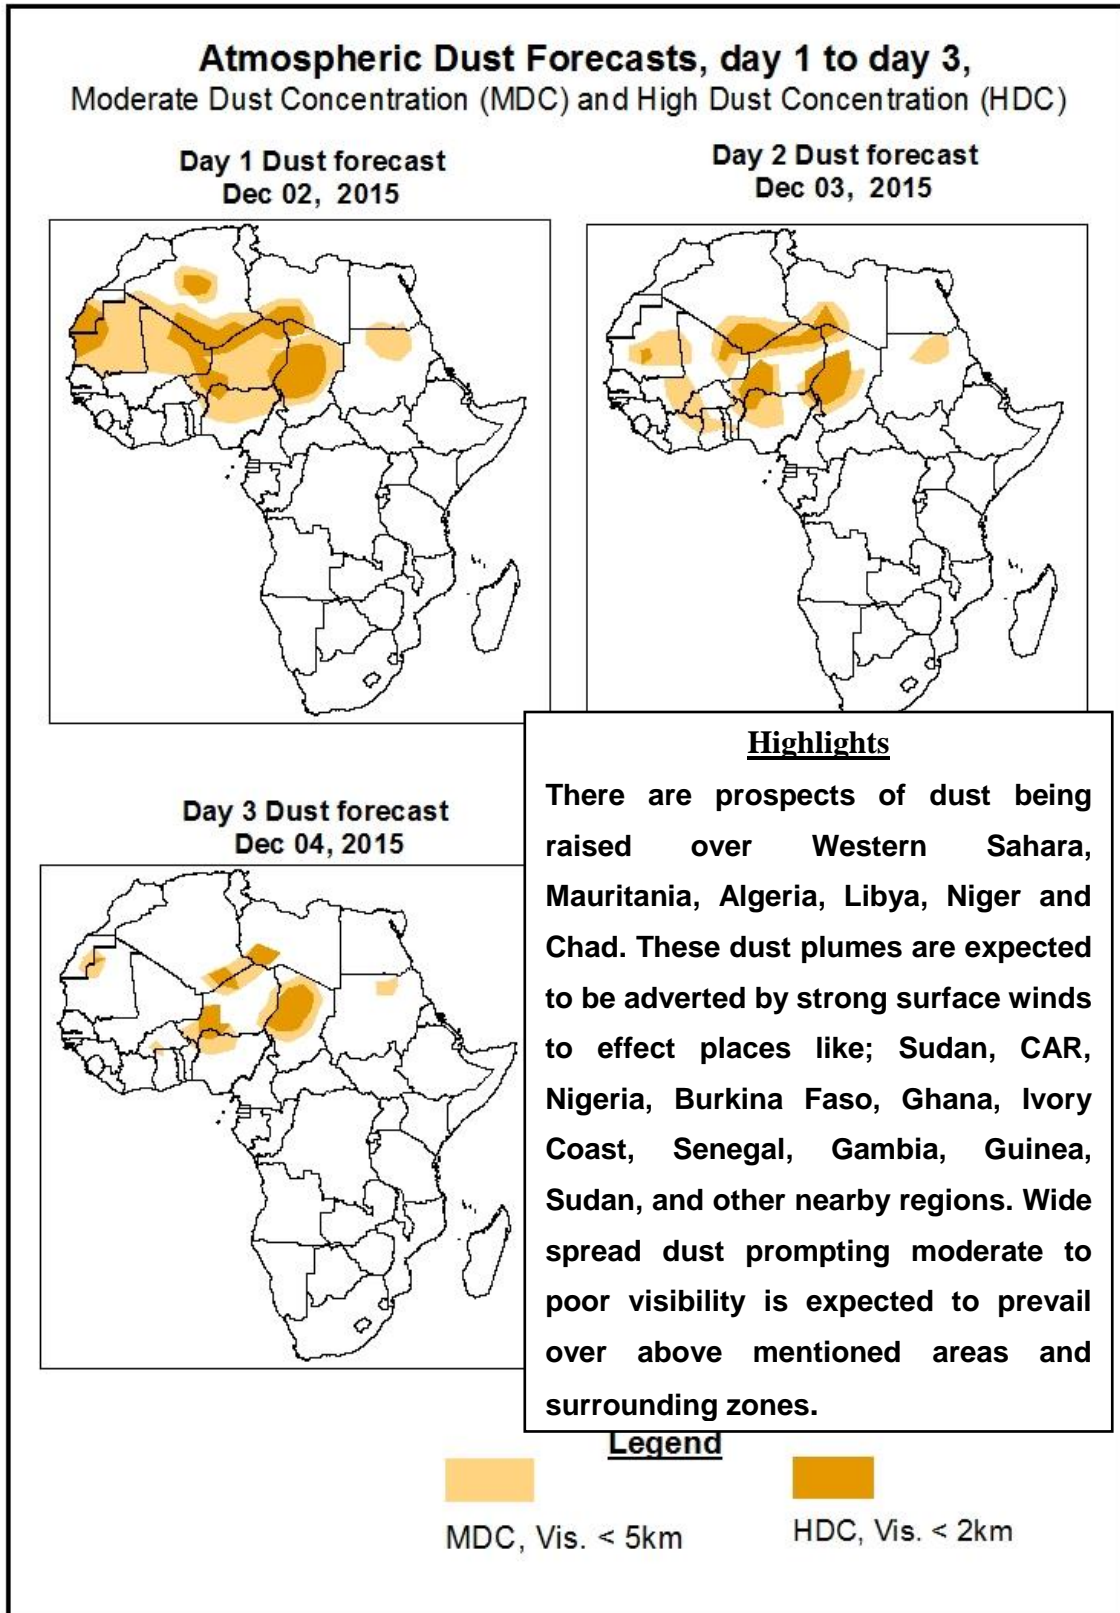 Atmospheric Dust Forecasts, day 1 to day 3,
Moderate Dust Concentration (MDC) and High Dust Concentration (HDC)
Day 1 Dust forecast
Dec 02, 2015
Day 2 Dust forecast
Dec 03, 2015
Day 3 Dust forecast
Dec 04, 2015
Highlights
There are prospects of dust being
raised over Western Sahara,
Mauritania, Algeria, Libya, Niger and
Chad. These dust plumes are expected
to be adverted by strong surface winds
to effect places like; Sudan, CAR,
Nigeria, Burkina Faso, Ghana, Ivory
Coast, Senegal, Gambia, Guinea,
Sudan, and other nearby regions. Wide
spread dust prompting moderate to
poor visibility is expected to prevail
over above mentioned areas and
surrounding zones.
Legend
MDC, Vis. < 5km
HDC, Vis. < 2km